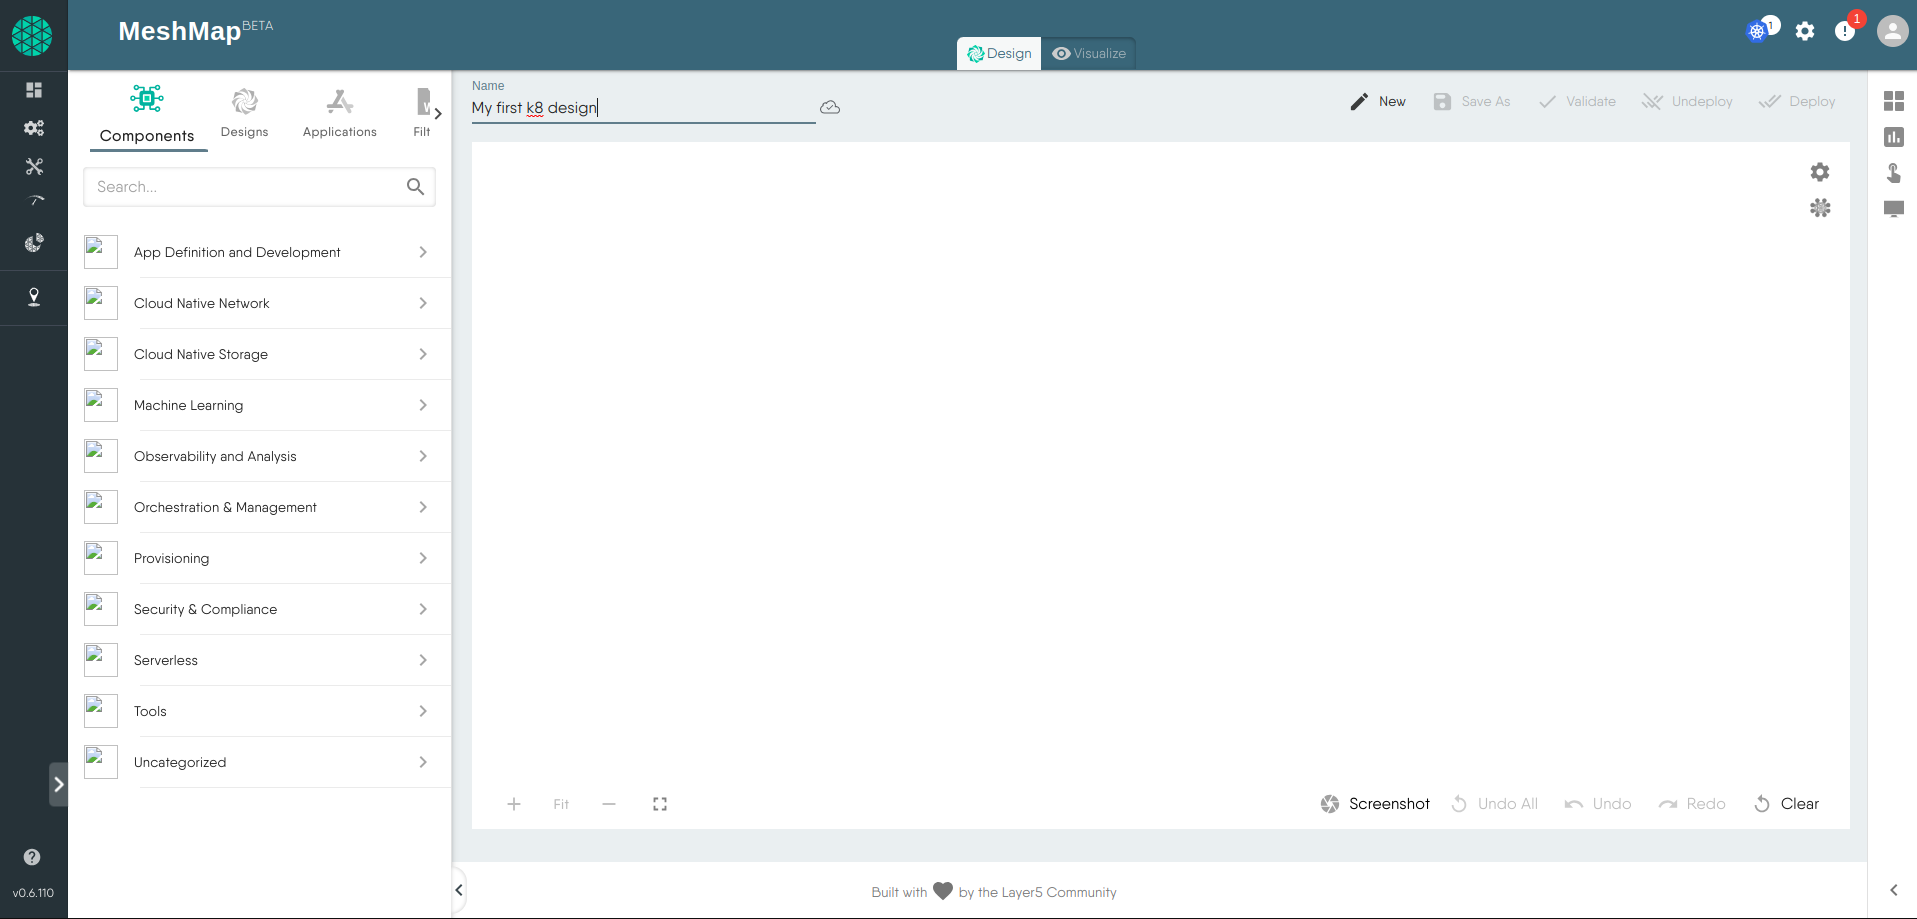 MeshMap BETA
1
1
Design
Visualize
Components
Designs
Applications
Filt
Name
My first k8 design
New
Save As
Validate
Undeploy
Deploy
Search...
App Definition and Development
Cloud Native Network
Cloud Native Storage
Machine Learning
Observability and Analysis
Orchestration & Management
Provisioning
Security & Compliance
Serverless
Tools
Uncategorized
Fit
Screenshot
Undo All
Undo
Redo
Clear
v0.6.110
Built with by the Layer5 Community